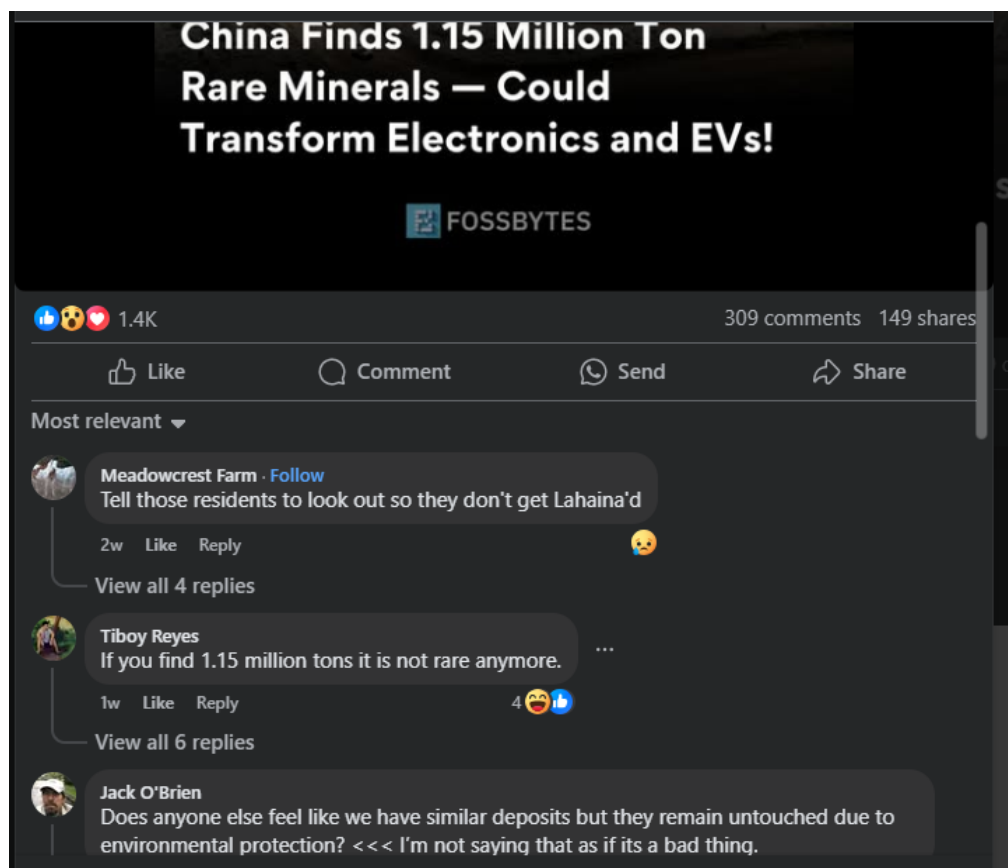 China Finds 1.15 Million Ton
Rare Minerals — Could
Transform Electronics and EVs!
FOSSBYTES
1.4K
309 comments 149 shares
Like Comment Send Share
Most relevant
Meadowcrest Farm · Follow
Tell those residents to look out so they don't get Lahaina'd
2w Like Reply
View all 4 replies
Tiboy Reyes
If you find 1.15 million tons it is not rare anymore.
1w Like Reply 4
View all 6 replies
Jack O'Brien
Does anyone else feel like we have similar deposits but they remain untouched due to
environmental protection? <<< I'm not saying that as if its a bad thing.